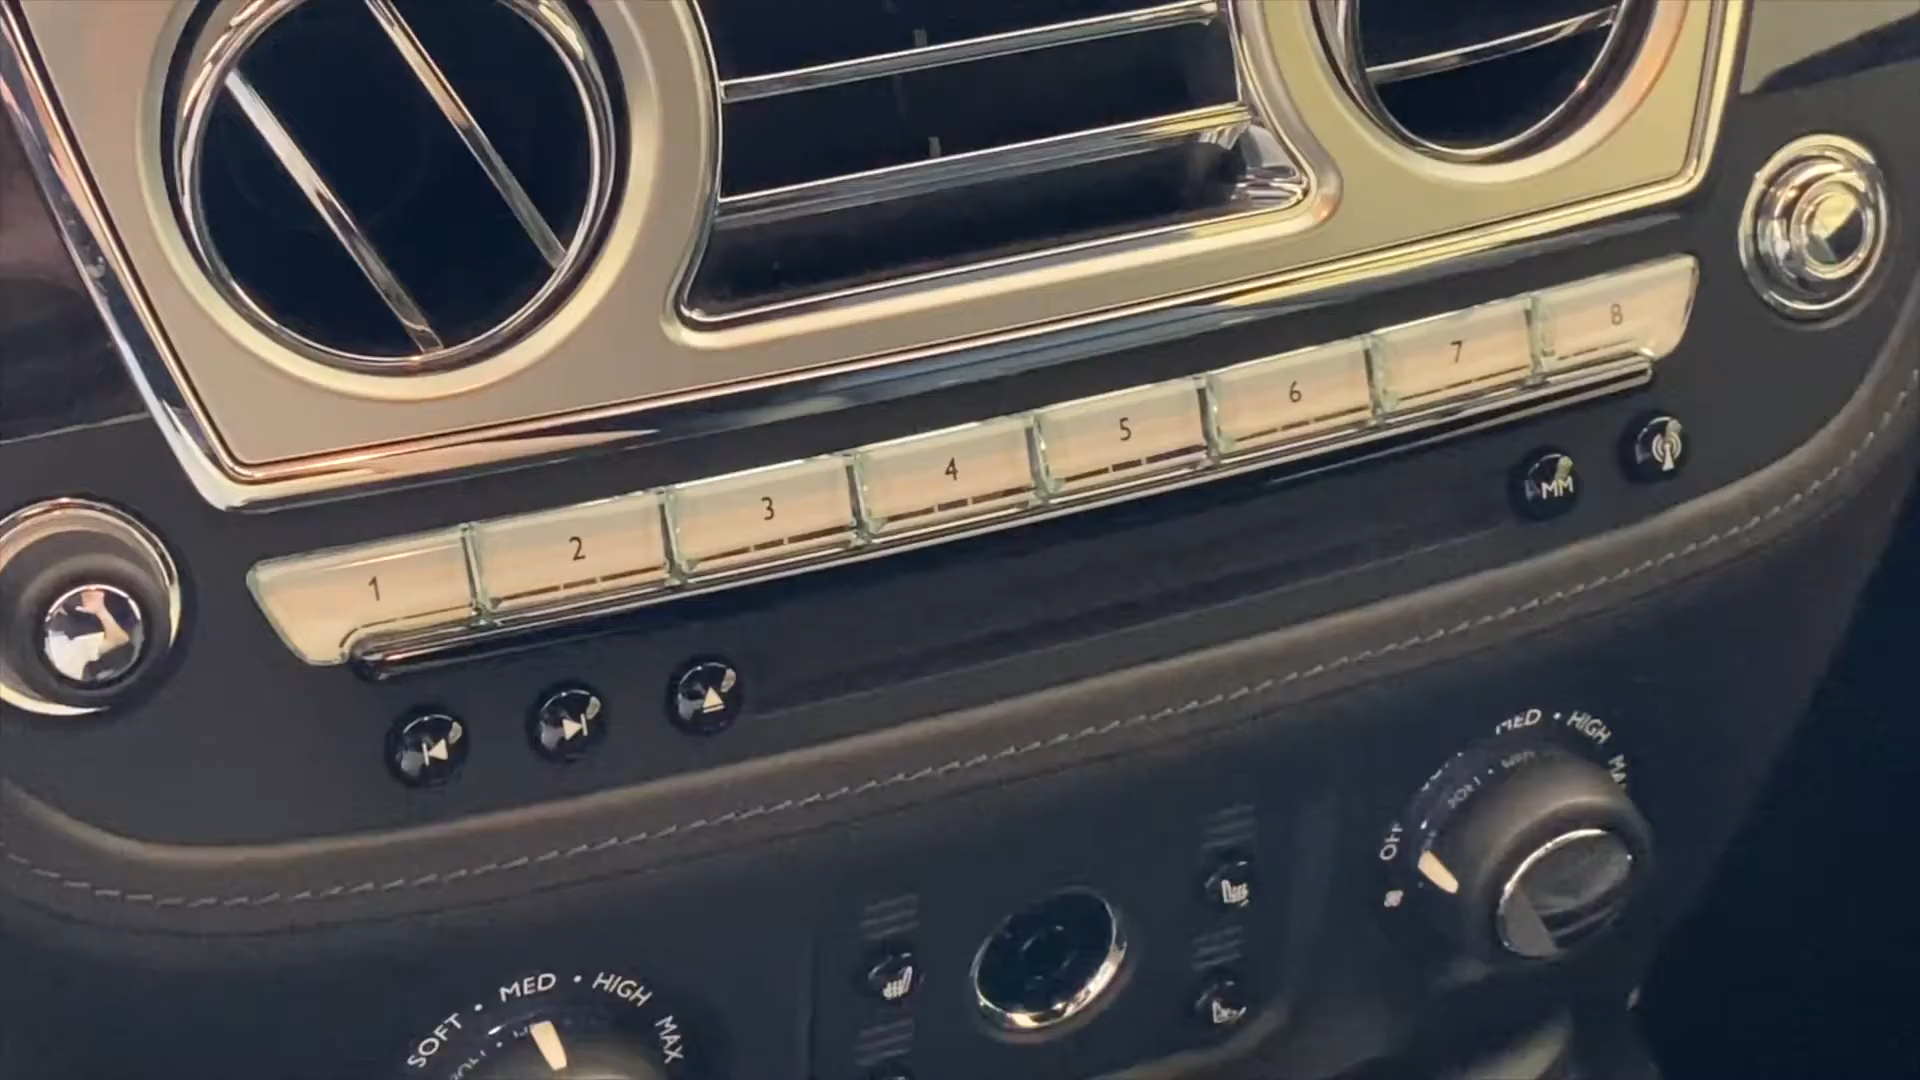 1 2 3 4 5 6 7 8
MM
MED • HIGH
OFF
SOFT • MED • HIGH MAX